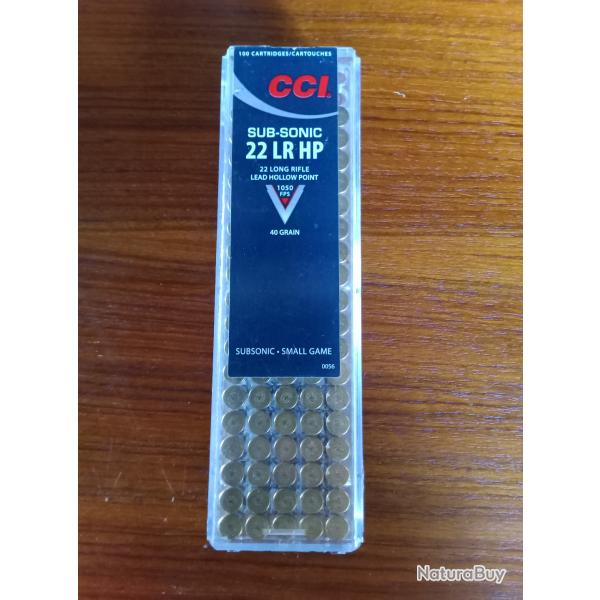 100 CARTRIDGES/CARTOUCHES
CCI
SUB-SONIC
22 LR HP
22 LONG RIFLE
LEAD HOLLOW POINT
1050
FPS
40 GRAIN
SUBSONIC • SMALL GAME
0056
NaturaBuy